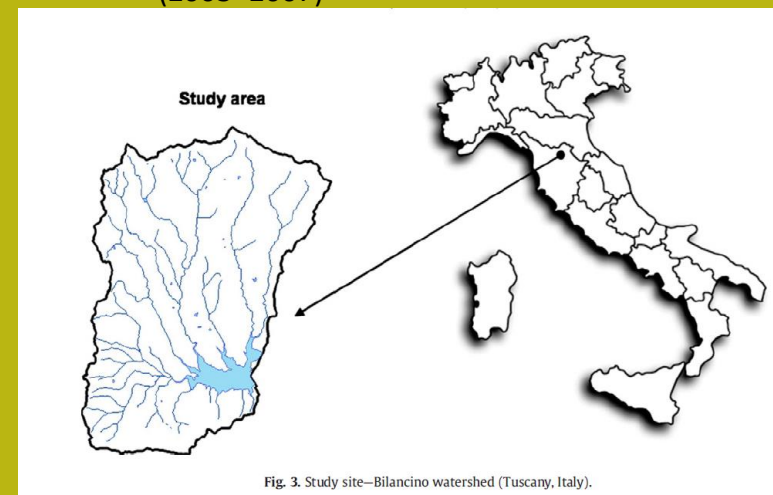 Study area
Fig. 3. Study site—Bilancino watershed (Tuscany, Italy).